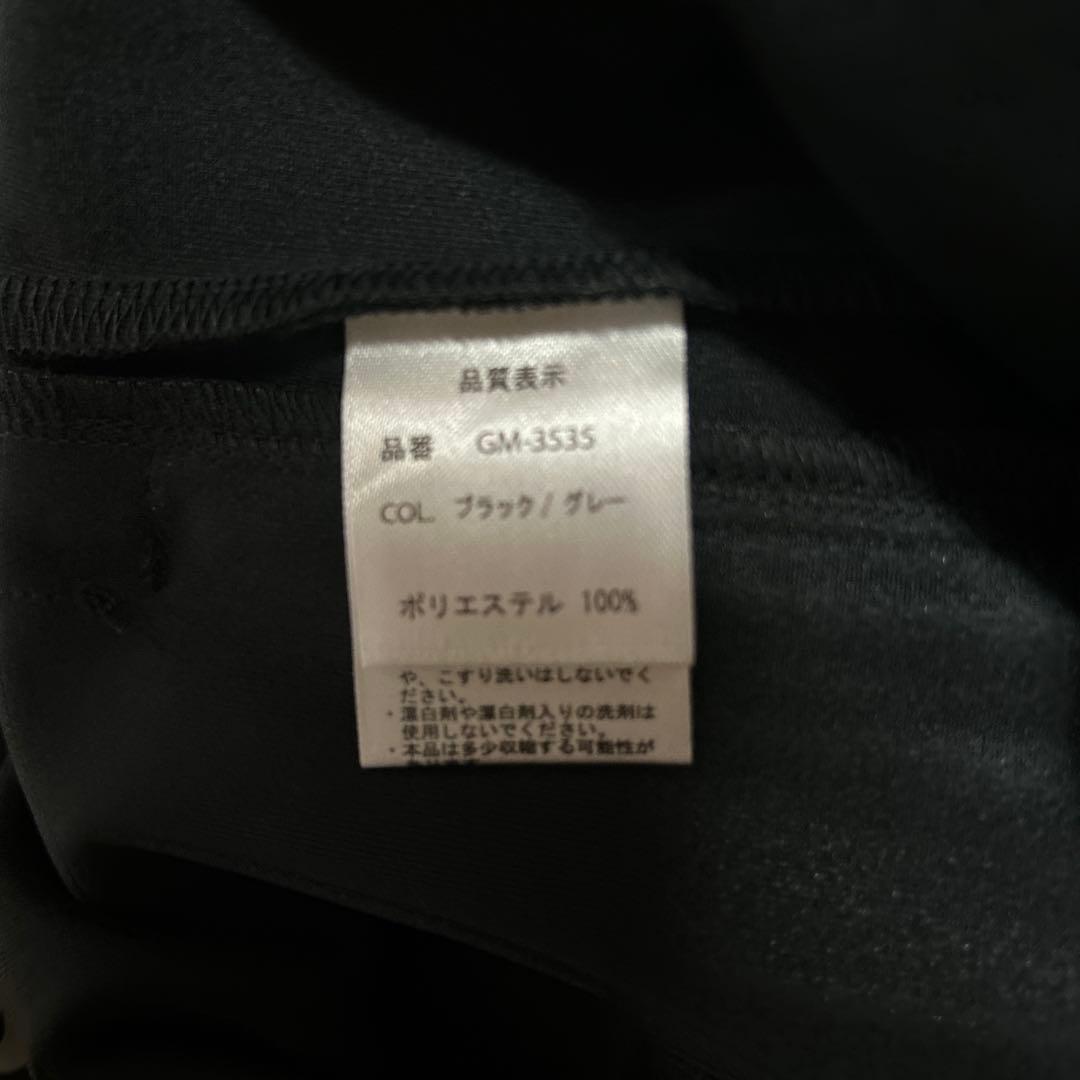 品質表示
品番 GM-3535
COL. ブラック / グレー
ポリエステル 100%
や、こすり洗いはしないでく
ださい。
・漂白剤や漂白剤入りの洗剤は
使用しないでください。
・本品は多少収縮する可能性が